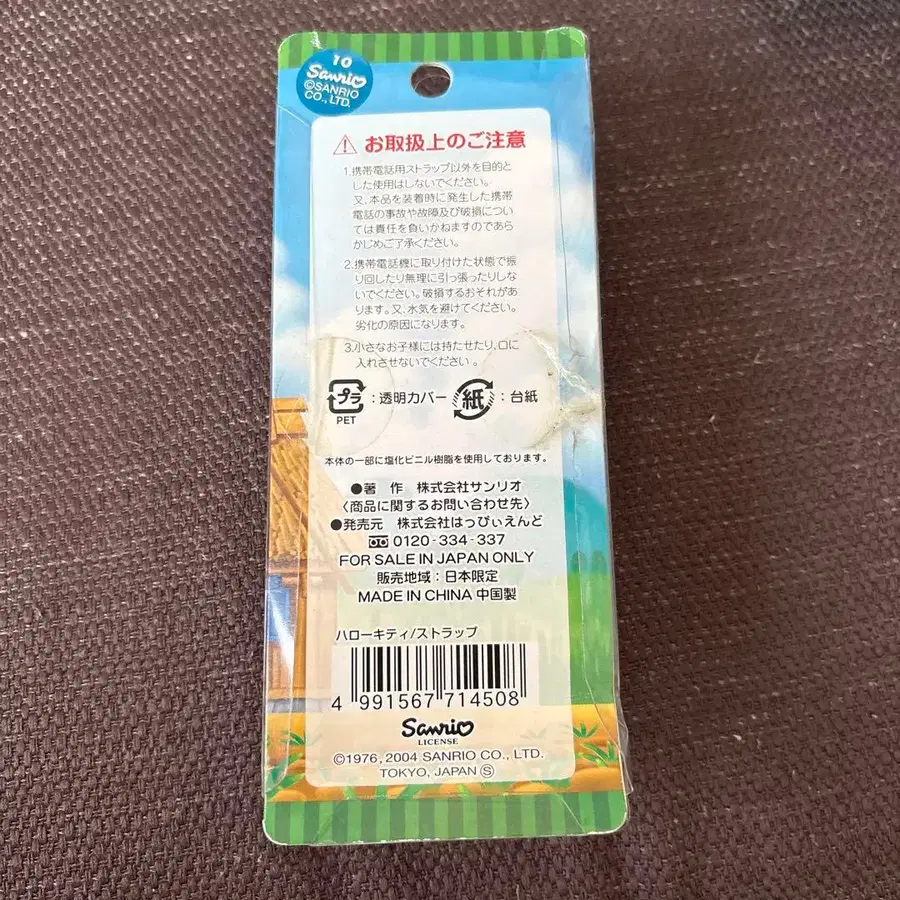 10
Sanrio
©SANRIO
CO., LTD.
お取扱上のご注意
1.携帯電話用ストラップ以外を目的と
した使用はしないでください。
又、本品を装着時に発生した携帯
電話の事故や故障及び破損につい
ては責任を負いかねますのであら
かじめご了承ください。
2.携帯電話機に取り付けた状態で振
り回したり無理に引っ張ったりしな
いでください。破損するおそれがあ
ります。又、水気を避けてください。
劣化の原因になります。
3.小さなお子様には持たせたり、口に
入れさせないでください。
プラ : 透明カバー 紙 : 台紙
PET
本体の一部に塩化ビニル樹脂を使用しております。
●著 作 株式会社サンリオ
〈商品に関するお問い合わせ先〉
●発売元 株式会社はっぴぃえんど
0120-334-337
FOR SALE IN JAPAN ONLY
販売地域：日本限定
MADE IN CHINA 中国製
ハローキティ/ストラップ
4 991567 714508
Sanrio
LICENSE
©1976, 2004 SANRIO CO., LTD.
TOKYO, JAPAN Ⓢ